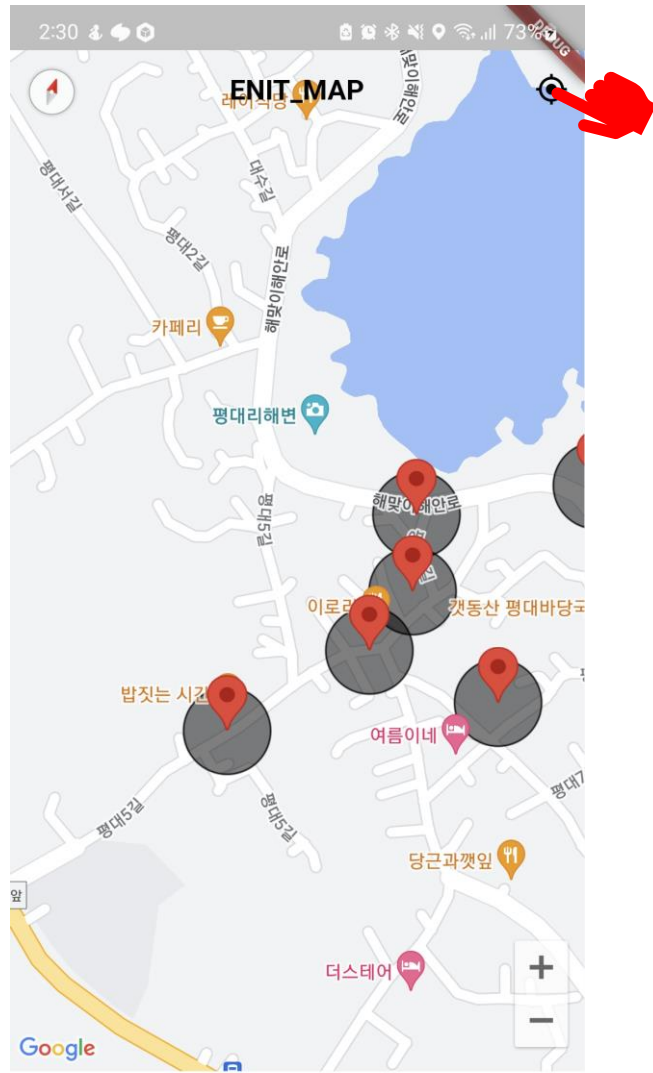 2:30
73%
DEBUG
ENIT_MAP
해맞이해안로
대수길
평대서길
평대2길
해맞이해안로
카페리
평대리해변
해맞이해안로
평대5길
이로
갯동산 평대바당국
밥짓는 시간
여름이네
평대7
평대5길
평대5길
당근과깻잎
앞
더스테어
+
−
Google